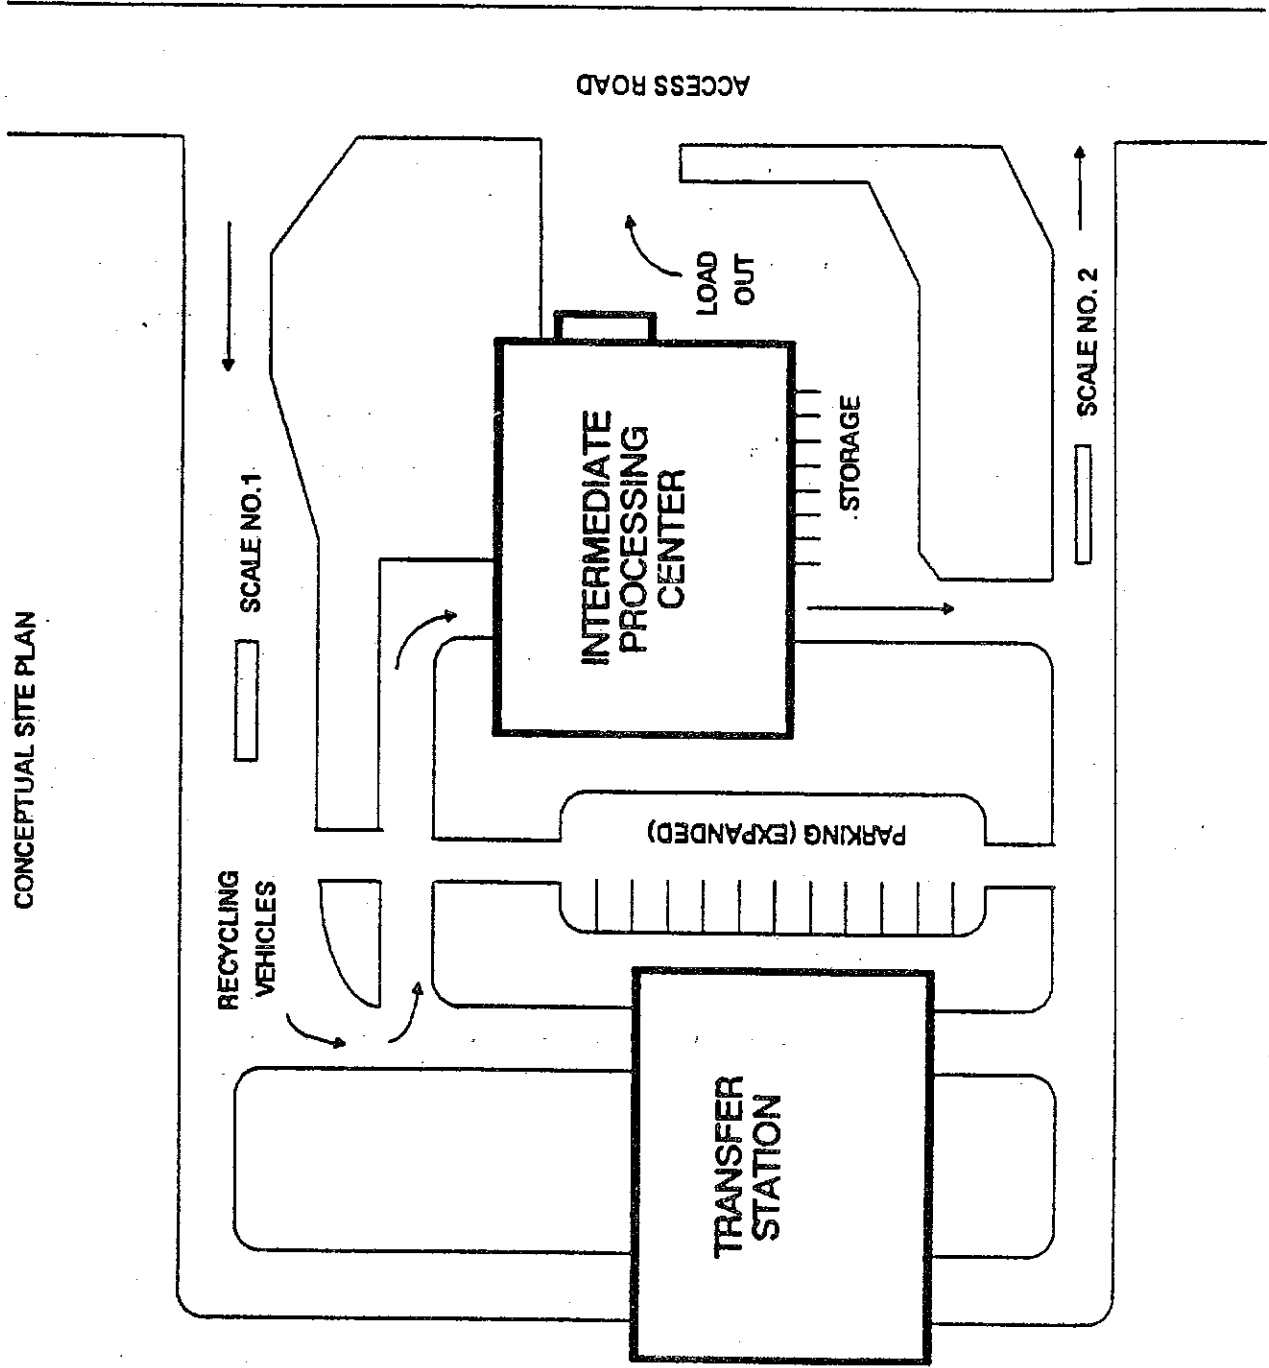 CONCEPTUAL SITE PLAN
ACCESS ROAD
SCALE NO.1
RECYCLING
VEHICLES
LOAD
OUT
INTERMEDIATE
PROCESSING
CENTER
STORAGE
SCALE NO. 2
PARKING (EXPANDED)
TRANSFER
STATION